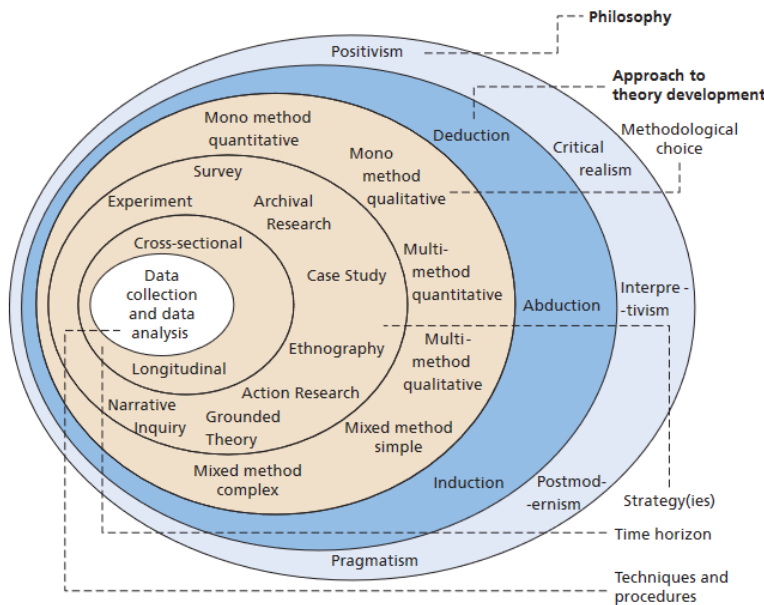 Philosophy
Positivism
Approach to
theory development
Mono method
quantitative
Deduction
Methodological
choice
Critical
realism
Mono
method
qualitative
Survey
Experiment
Archival
Research
Cross-sectional
Data
collection
and data
analysis
Case Study
Multi-
method
quantitative
Interpre -
-tivism
Abduction
Ethnography
Multi-
method
qualitative
Longitudinal
Action Research
Narrative
Inquiry
Grounded
Theory
Mixed method
simple
Mixed method
complex
Induction
Postmod-
-ernism
Strategy(ies)
Time horizon
Pragmatism
Techniques and
procedures